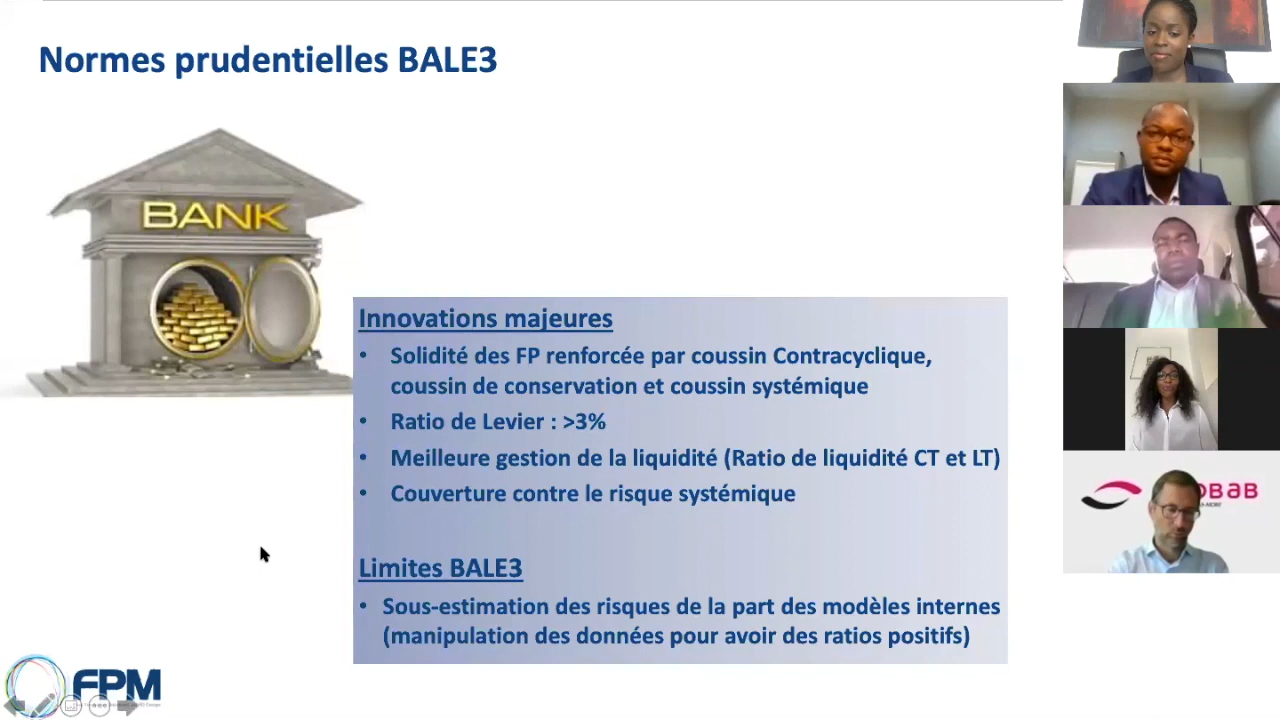 Normes prudentielles BALE3
BANK
Innovations majeures
• Solidité des FP renforcée par coussin Contracyclique,
coussin de conservation et coussin systémique
• Ratio de Levier : >3%
• Meilleure gestion de la liquidité (Ratio de liquidité CT et LT)
• Couverture contre le risque systémique
Limites BALE3
• Sous-estimation des risques de la part des modèles internes
(manipulation des données pour avoir des ratios positifs)
FPM